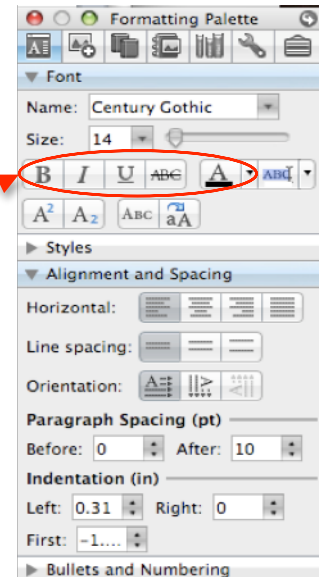 Formatting Palette
Font
Name: Century Gothic
Size: 14
B I U ABC A ABC
A² A₂ ABC aA
Styles
Alignment and Spacing
Horizontal:
Line spacing:
Orientation: A
Paragraph Spacing (pt)
Before: 0 After: 10
Indentation (in)
Left: 0.31 Right: 0
First: -1....
Bullets and Numbering